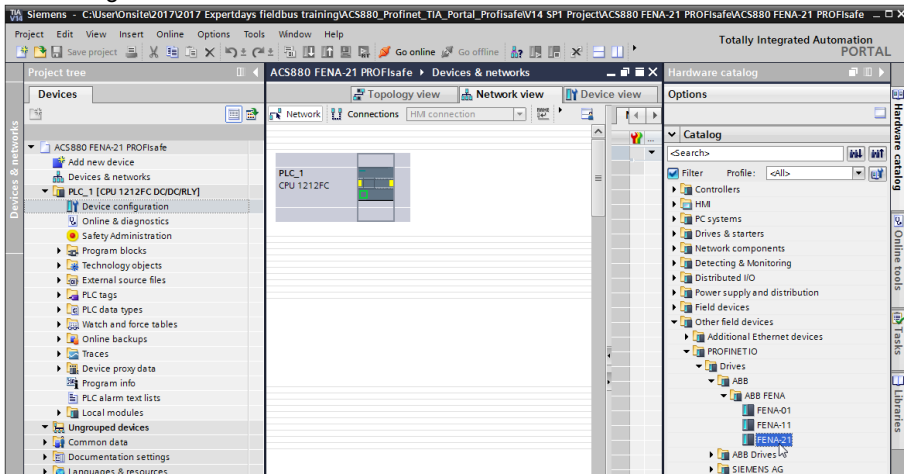 Siemens - C:\User\Onsite\2017\2017 Expertdays fieldbus training\ACS880_Profinet_TIA_Portal_Profisafe\V14 SP1 Project\ACS880 FENA-21 PROFIsafe\ACS880 FENA-21 PROFIsafe
Project Edit View Insert Online Options Tools Window Help
Totally Integrated Automation
PORTAL
Save project
Go online
Go offline
Project tree
Devices
Devices & networks
ACS880 FENA-21 PROFIsafe
Add new device
Devices & networks
PLC_1 [CPU 1212FC DC/DC/RLY]
Device configuration
Online & diagnostics
Safety Administration
Program blocks
Technology objects
External source files
PLC tags
PLC data types
Watch and force tables
Online backups
Traces
Device proxy data
Program info
PLC alarm text lists
Local modules
Ungrouped devices
Common data
Documentation settings
Languages & resources
ACS880 FENA-21 PROFIsafe Devices & networks
Topology view
Network view
Device view
Network
Connections
HMI connection
PLC_1
CPU 1212FC
Hardware catalog
Options
Catalog
<Search>
Filter
Profile:
<All>
Controllers
HMI
PC systems
Drives & starters
Network components
Detecting & Monitoring
Distributed I/O
Power supply and distribution
Field devices
Other field devices
Additional Ethernet devices
PROFINET IO
Drives
ABB
ABB FENA
FENA-01
FENA-11
FENA-21
ABB Drives
SIEMENS AG
Hardware catalog
Online tools
Tasks
Libraries